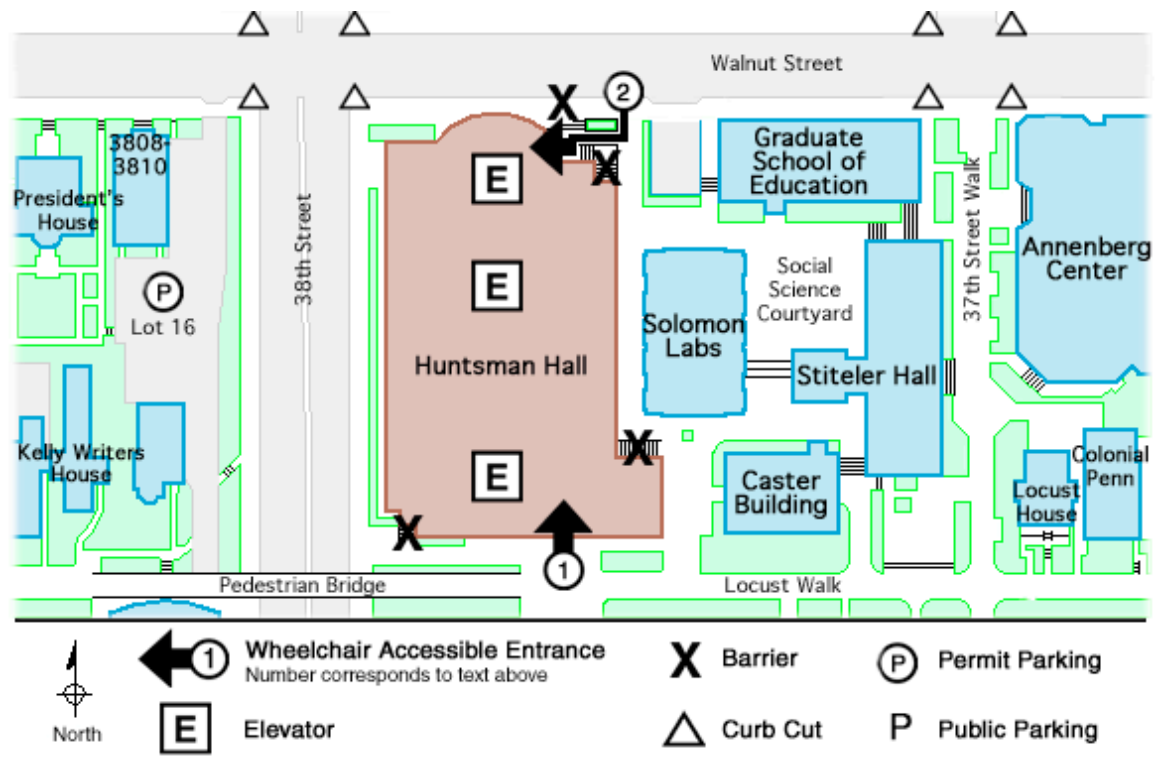 Walnut Street
X
2
3808-
3810
Graduate
School of
Education
E
X
President's
House
38th Street
37th Street Walk
Annenberg
Center
P
Lot 16
E
Social
Science
Courtyard
Solomon
Labs
Huntsman Hall
Stiteler Hall
Kelly Writers
House
E
X
Caster
Building
Colonial
Penn
Locust
House
X
1
Pedestrian Bridge
Locust Walk
North
1
Wheelchair Accessible Entrance
Number corresponds to text above
E
Elevator
X
Barrier
Curb Cut
P
Permit Parking
P
Public Parking